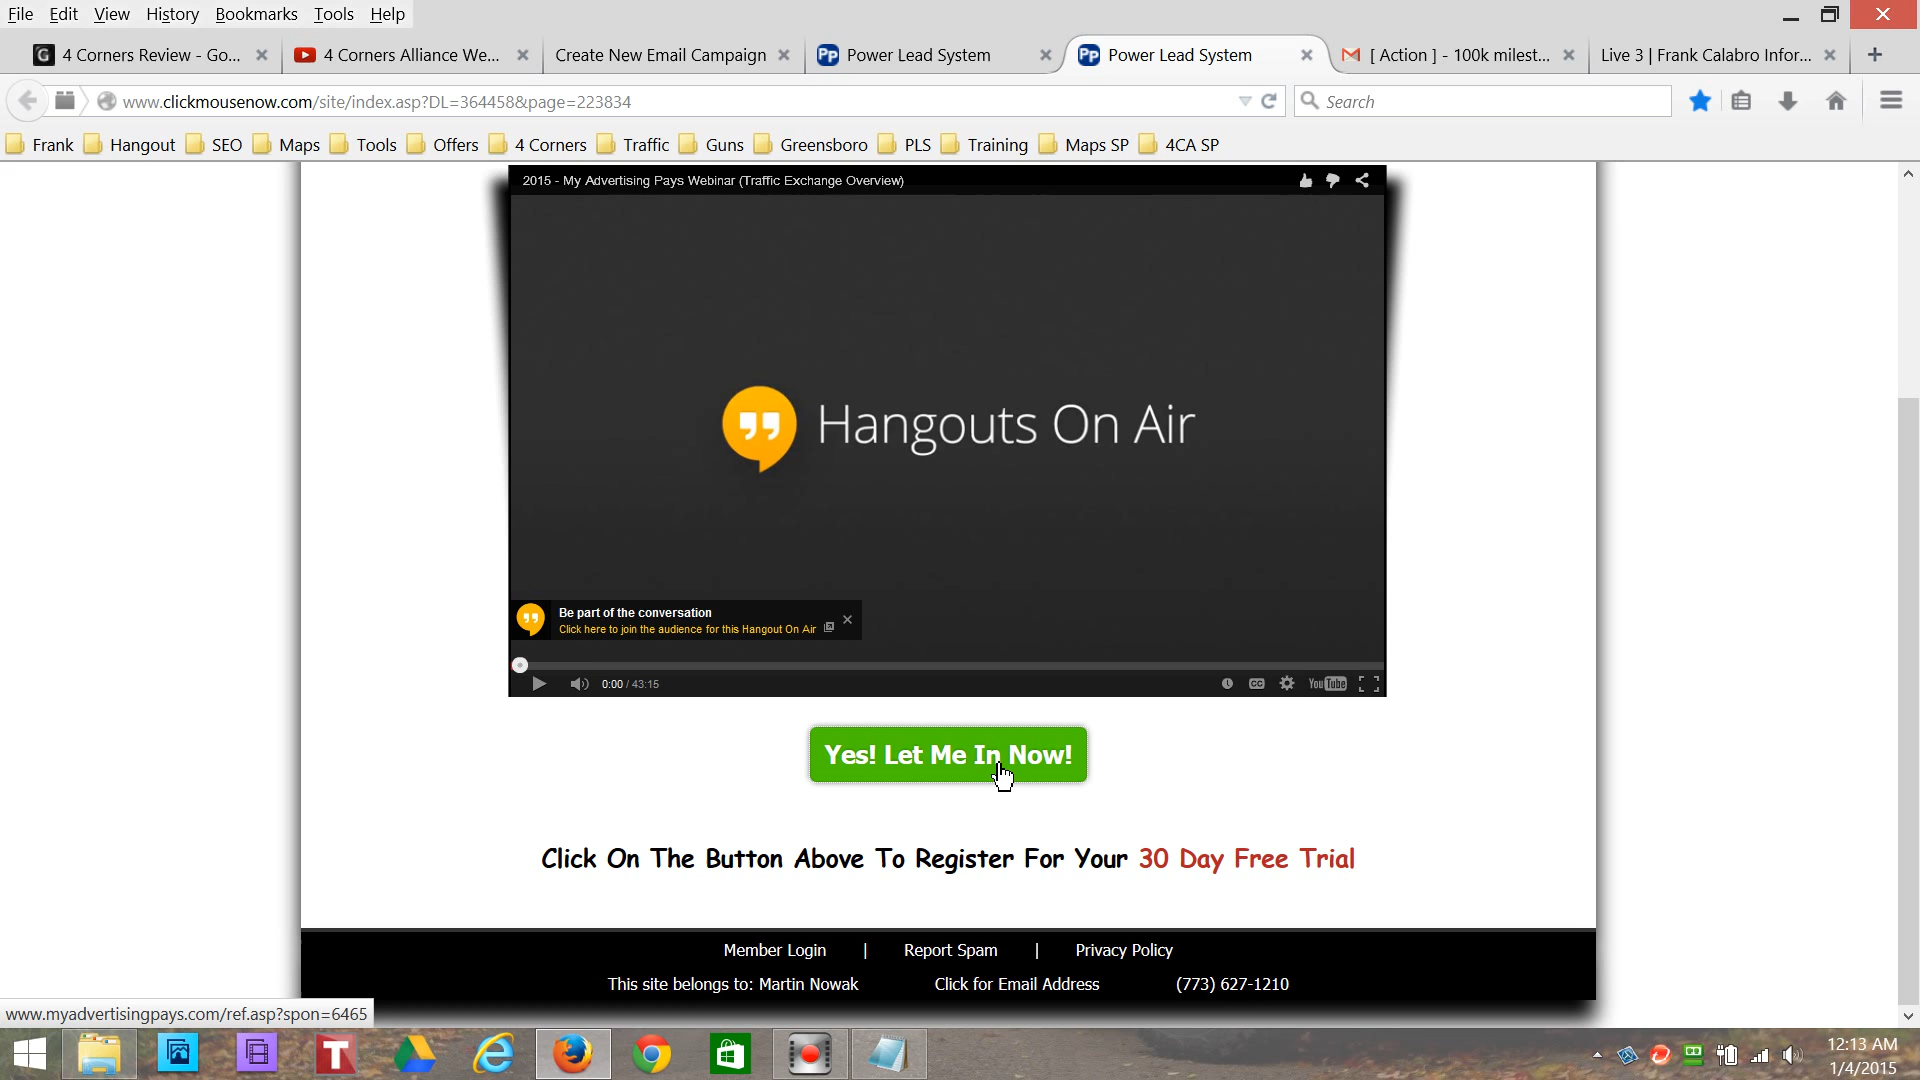 File Edit View History Bookmarks Tools Help
4 Corners Review - Go...
4 Corners Alliance We...
Create New Email Campaign
Power Lead System
Power Lead System
[ Action ] - 100k milest...
Live 3 | Frank Calabro Infor...
www.clickmousenow.com/site/index.asp?DL=364458&page=223834
Search
Frank Hangout SEO Maps Tools Offers 4 Corners Traffic Guns Greensboro PLS Training Maps SP 4CA SP
2015 - My Advertising Pays Webinar (Traffic Exchange Overview)
Hangouts On Air
Be part of the conversation
Click here to join the audience for this Hangout On Air
0:00 / 43:15
CC
YouTube
Yes! Let Me In Now!
Click On The Button Above To Register For Your 30 Day Free Trial
Member Login | Report Spam | Privacy Policy
This site belongs to: Martin Nowak Click for Email Address (773) 627-1210
www.myadvertisingpays.com/ref.asp?spon=6465
12:13 AM
1/4/2015